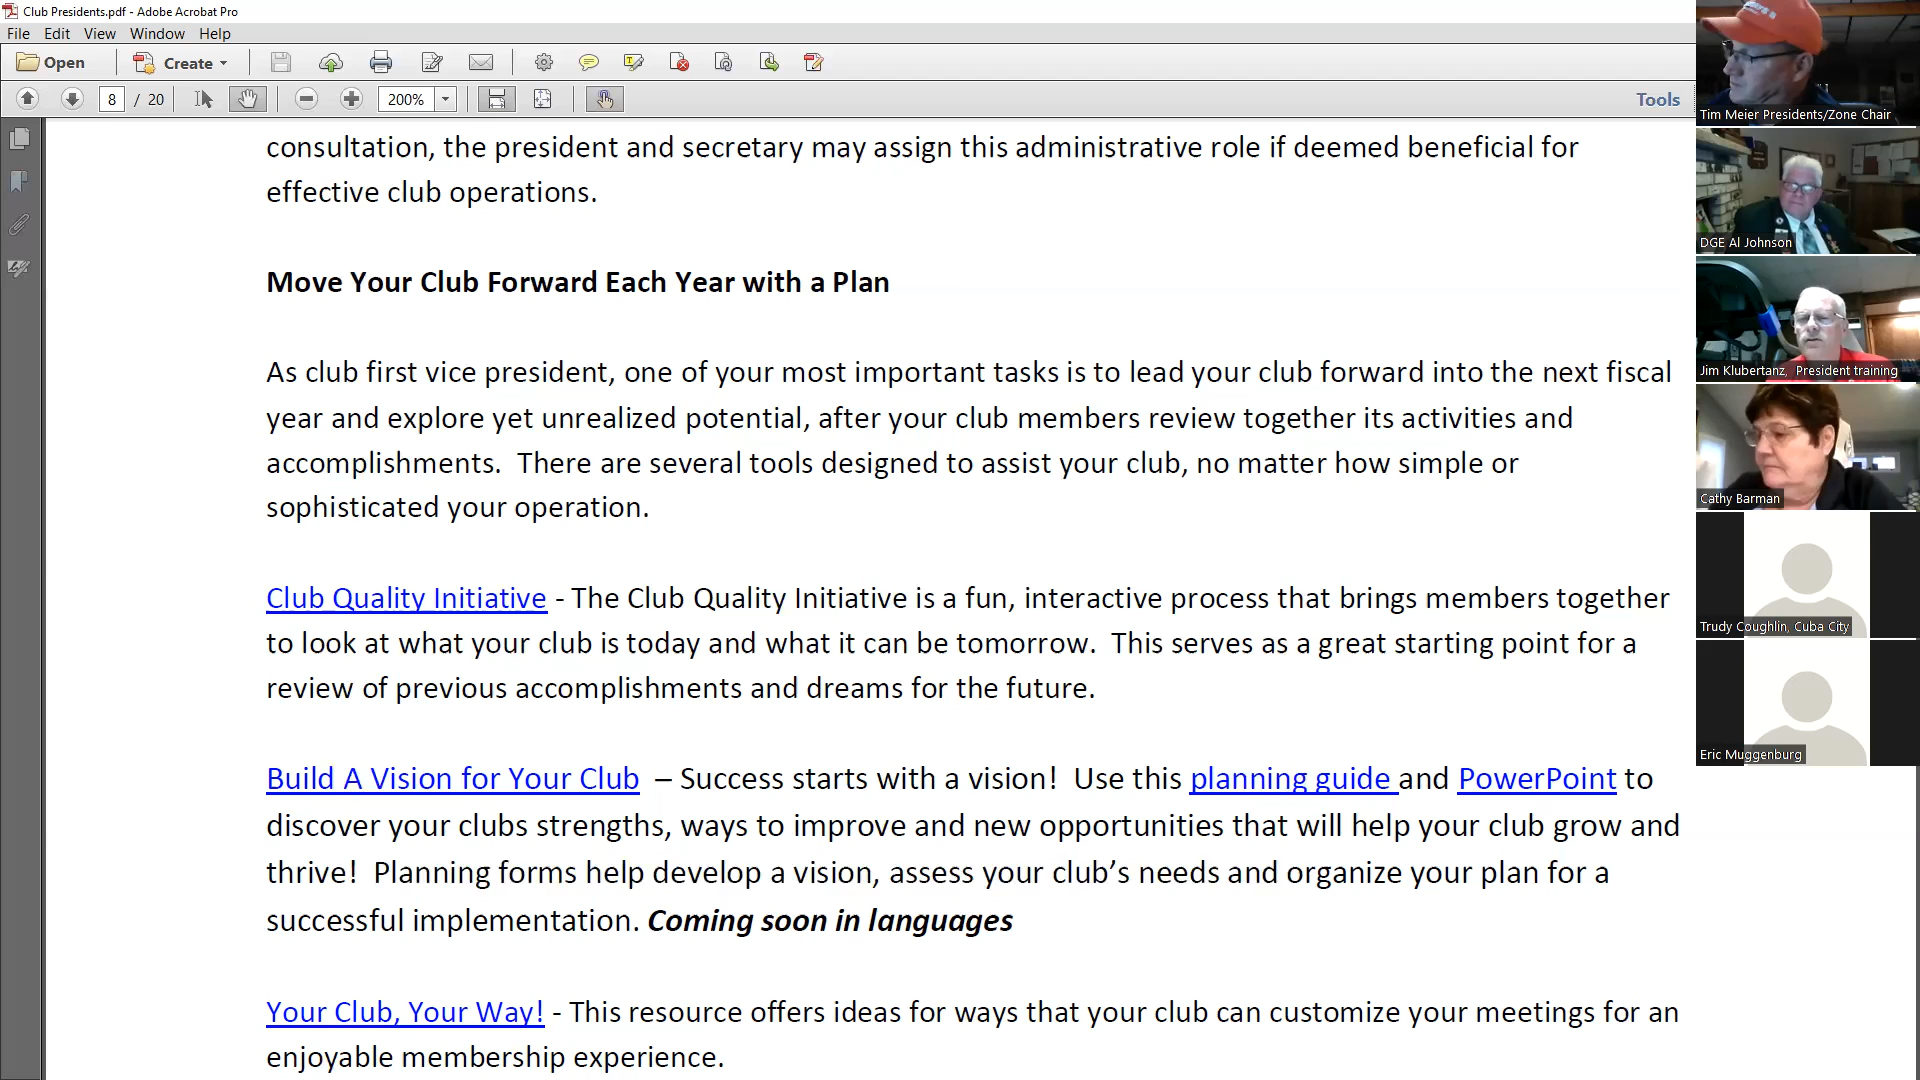 Club Presidents.pdf - Adobe Acrobat Pro
File Edit View Window Help
Open Create
8 / 20 200% Tools
consultation, the president and secretary may assign this administrative role if deemed beneficial for
effective club operations.
Move Your Club Forward Each Year with a Plan
As club first vice president, one of your most important tasks is to lead your club forward into the next fiscal
year and explore yet unrealized potential, after your club members review together its activities and
accomplishments. There are several tools designed to assist your club, no matter how simple or
sophisticated your operation.
Club Quality Initiative - The Club Quality Initiative is a fun, interactive process that brings members together
to look at what your club is today and what it can be tomorrow. This serves as a great starting point for a
review of previous accomplishments and dreams for the future.
Build A Vision for Your Club – Success starts with a vision! Use this planning guide and PowerPoint to
discover your clubs strengths, ways to improve and new opportunities that will help your club grow and
thrive! Planning forms help develop a vision, assess your club’s needs and organize your plan for a
successful implementation. Coming soon in languages
Your Club, Your Way! - This resource offers ideas for ways that your club can customize your meetings for an
enjoyable membership experience.
Tim Meier Presidents/Zone Chair
DGE Al Johnson
Jim Klubertanz, President training
Cathy Barman
Trudy Coughlin, Cuba City
Eric Muggenburg